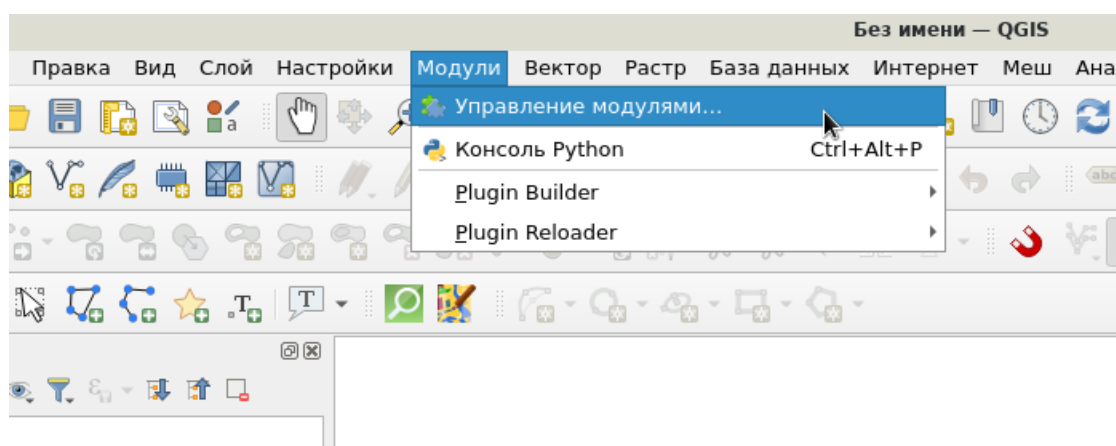 Без имени — QGIS
Правка Вид Слой Настройки Модули Вектор Растр База данных Интернет Меш Ана
Управление модулями...
a
Консоль Python Ctrl+Alt+P
abc
Plugin Builder
Plugin Reloader
T T
ε